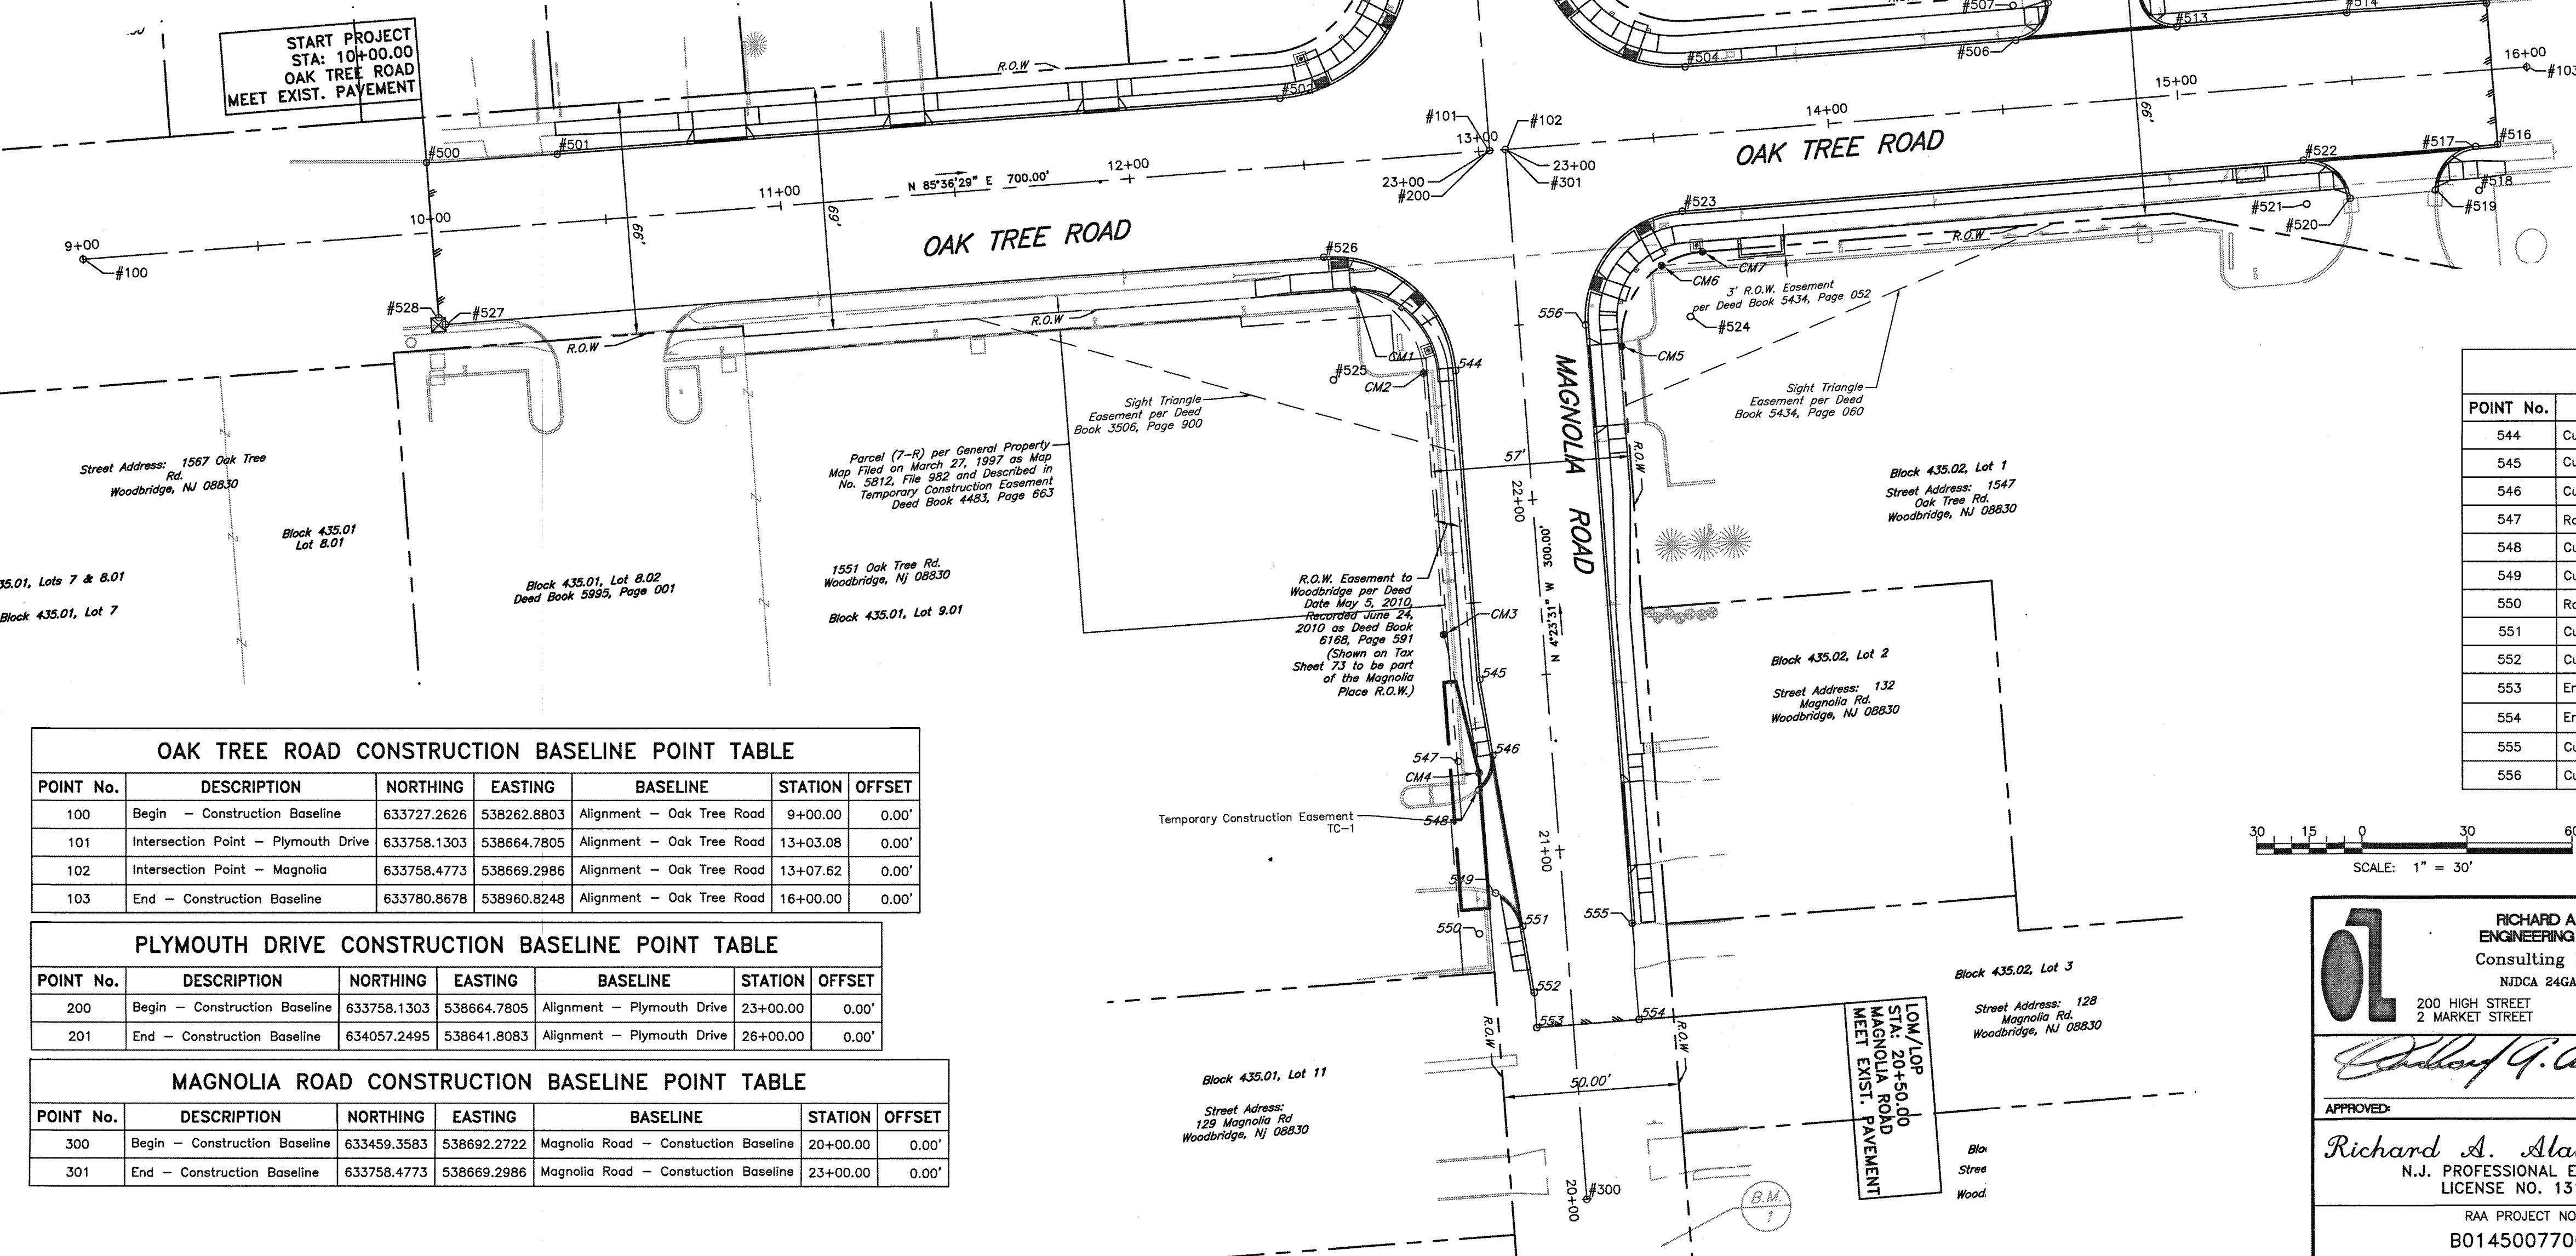 START PROJECT
STA: 10+00.00
OAK TREE ROAD
MEET EXIST. PAVEMENT
R.O.W
#500
#501
#502
#504
#506
#507
#513
#514
16+00
#103
15+00
66'
14+00
#101
13+00
#102
23+00
#200
23+00
#301
12+00
N 85°36'29" E 700.00'
11+00
10+00
9+00
#100
66'
69'
OAK TREE ROAD
OAK TREE ROAD
#516
#517
#518
#519
#520
#521
#522
#523
R.O.W
#524
#525
#526
#527
#528
R.O.W
R.O.W
CM1
CM2
CM7
CM6
CM5
3' R.O.W. Easement
per Deed Book 5434, Page 052
Sight Triangle
Easement per Deed
Book 3506, Page 900
Sight Triangle
Easement per Deed
Book 5434, Page 060
544
556
MAGNOLIA ROAD
57'
R.O.W
22+00
N 4°23'31" W 300.00'
Parcel (7-R) per General Property
Map Filed on March 27, 1997 as Map
No. 5812, File 982 and Described in
Temporary Construction Easement
Deed Book 4483, Page 663
Street Address: 1567 Oak Tree
Rd.
Woodbridge, NJ 08830
Block 435.01
Lot 8.01
35.01, Lots 7 & 8.01
Block 435.01, Lot 7
Block 435.01, Lot 8.02
Deed Book 5995, Page 001
1551 Oak Tree Rd.
Woodbridge, Nj 08830
Block 435.01, Lot 9.01
R.O.W. Easement to
Woodbridge per Deed
Date May 5, 2010,
Recorded June 24,
2010 as Deed Book
6168, Page 591
(Shown on Tax
Sheet 73 to be part
of the Magnolia
Place R.O.W.)
CM3
545
546
547
CM4
548
Temporary Construction Easement
TC-1
549
550
551
552
553
554
555
21+00
Block 435.02, Lot 1
Street Address: 1547
Oak Tree Rd.
Woodbridge, NJ 08830
Block 435.02, Lot 2
Street Address: 132
Magnolia Rd.
Woodbridge, NJ 08830
Block 435.02, Lot 3
Street Address: 128
Magnolia Rd.
Woodbridge, NJ 08830
R.O.W
R.O.W
50.00'
20+00
#300
LOM/LOP
STA: 20+50.00
MAGNOLIA ROAD
MEET EXIST. PAVEMENT
Block 435.01, Lot 11
Street Adress:
129 Magnolia Rd
Woodbridge, Nj 08830
B.M.
1
Blo
Stree
Wood
OAK TREE ROAD CONSTRUCTION BASELINE POINT TABLE
POINT No. DESCRIPTION NORTHING EASTING BASELINE STATION OFFSET
100 Begin - Construction Baseline 633727.2626 538262.8803 Alignment - Oak Tree Road 9+00.00 0.00'
101 Intersection Point - Plymouth Drive 633758.1303 538664.7805 Alignment - Oak Tree Road 13+03.08 0.00'
102 Intersection Point - Magnolia 633758.4773 538669.2986 Alignment - Oak Tree Road 13+07.62 0.00'
103 End - Construction Baseline 633780.8678 538960.8248 Alignment - Oak Tree Road 16+00.00 0.00'
PLYMOUTH DRIVE CONSTRUCTION BASELINE POINT TABLE
POINT No. DESCRIPTION NORTHING EASTING BASELINE STATION OFFSET
200 Begin - Construction Baseline 633758.1303 538664.7805 Alignment - Plymouth Drive 23+00.00 0.00'
201 End - Construction Baseline 634057.2495 538641.8083 Alignment - Plymouth Drive 26+00.00 0.00'
MAGNOLIA ROAD CONSTRUCTION BASELINE POINT TABLE
POINT No. DESCRIPTION NORTHING EASTING BASELINE STATION OFFSET
300 Begin - Construction Baseline 633459.3583 538692.2722 Magnolia Road - Constuction Baseline 20+00.00 0.00'
301 End - Construction Baseline 633758.4773 538669.2986 Magnolia Road - Constuction Baseline 23+00.00 0.00'
POINT No.
544 Cu
545 Cu
546 Cu
547 Ra
548 Cu
549 Cu
550 Ra
551 Cu
552 Cu
553 En
554 En
555 Cu
556 Cu
30 15 0 30 60
SCALE: 1" = 30'
RICHARD A
ENGINEERING
Consulting
NJDCA 24GA
200 HIGH STREET
2 MARKET STREET
APPROVED:
Richard A. Ala
N.J. PROFESSIONAL E
LICENSE NO. 13
RAA PROJECT NO
B014500770